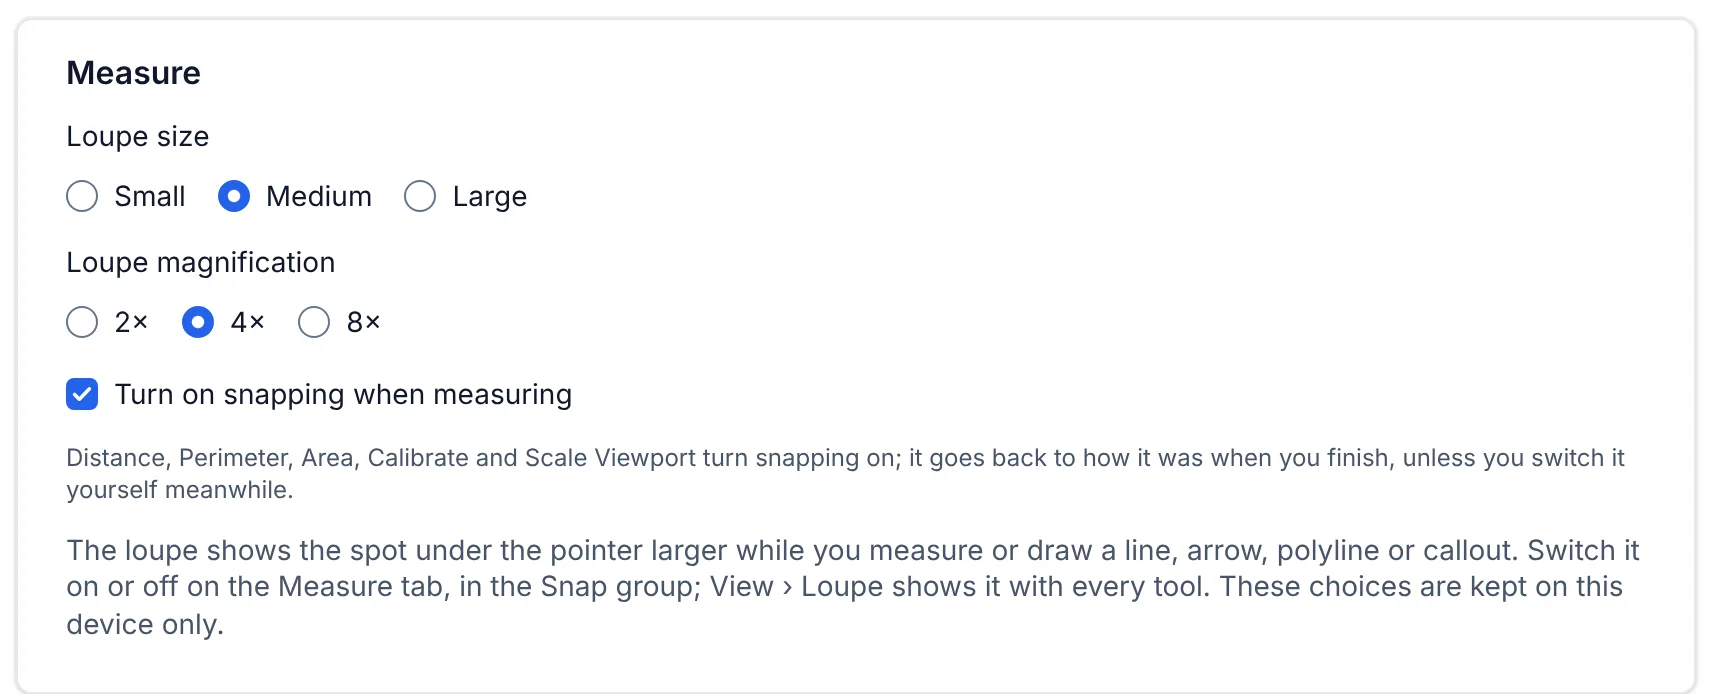 Measure
Loupe size
Small Medium Large
Loupe magnification
2× 4× 8×
Turn on snapping when measuring
Distance, Perimeter, Area, Calibrate and Scale Viewport turn snapping on; it goes back to how it was when you finish, unless you switch it
yourself meanwhile.
The loupe shows the spot under the pointer larger while you measure or draw a line, arrow, polyline or callout. Switch it
on or off on the Measure tab, in the Snap group; View › Loupe shows it with every tool. These choices are kept on this
device only.